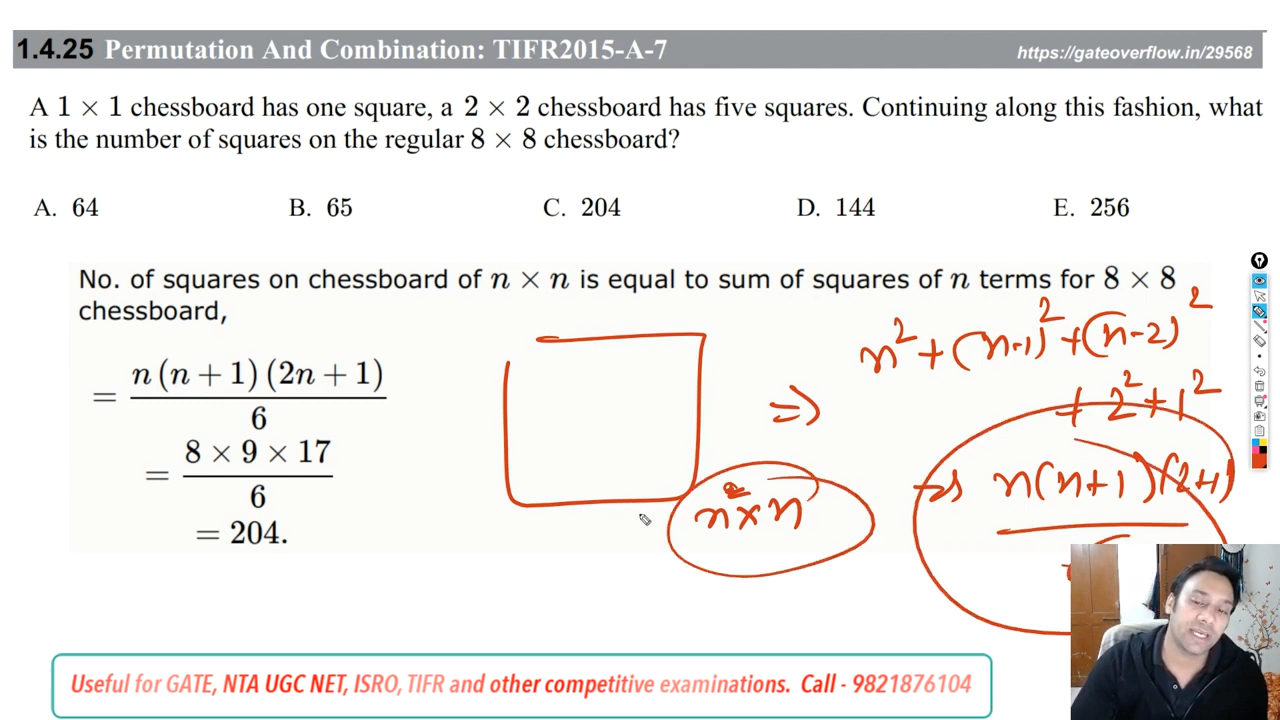 1.4.25 Permutation And Combination: TIFR2015-A-7 https://gateoverflow.in/29568
A 1 × 1 chessboard has one square, a 2 × 2 chessboard has five squares. Continuing along this fashion, what
is the number of squares on the regular 8 × 8 chessboard?
A. 64 B. 65 C. 204 D. 144 E. 256
No. of squares on chessboard of n × n is equal to sum of squares of n terms for 8 × 8
chessboard,
= n(n + 1)(2n + 1) / 6
= 8 × 9 × 17 / 6
= 204.
n² + (n-1)² + (n-2)²
+ 2² + 1²
=> n(n+1)(2+1)
n × n
Useful for GATE, NTA UGC NET, ISRO, TIFR and other competitive examinations. Call - 9821876104